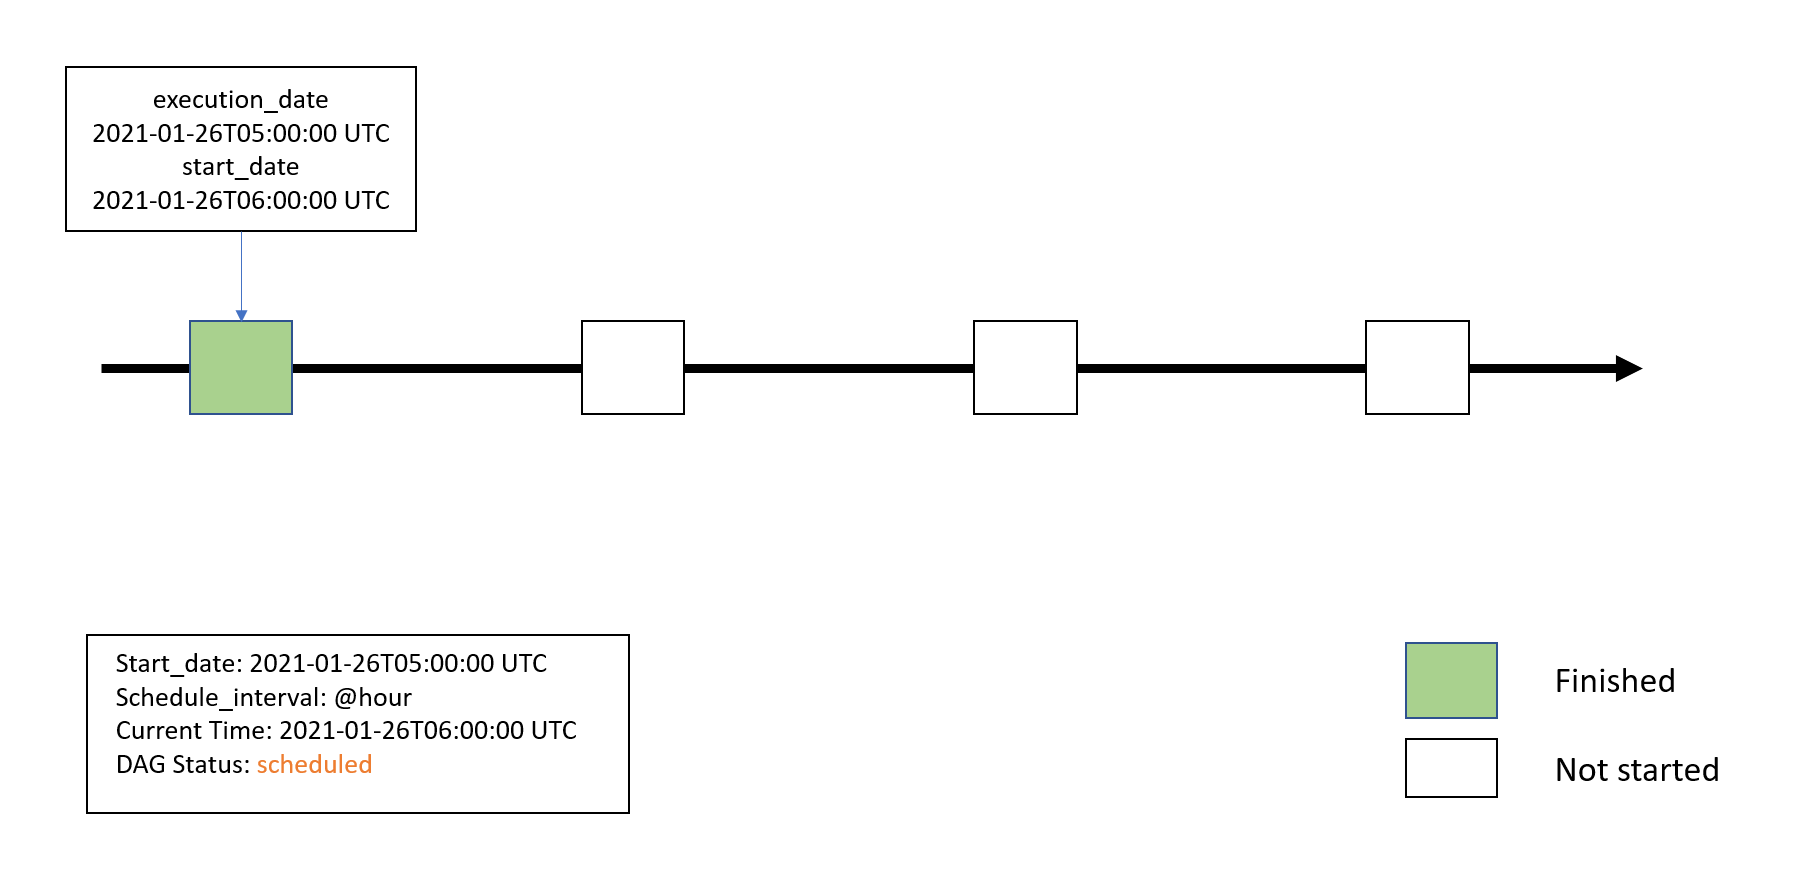 execution_date
2021-01-26T05:00:00 UTC
start_date
2021-01-26T06:00:00 UTC
Start_date: 2021-01-26T05:00:00 UTC
Schedule_interval: @hour
Current Time: 2021-01-26T06:00:00 UTC
DAG Status: scheduled
Finished
Not started